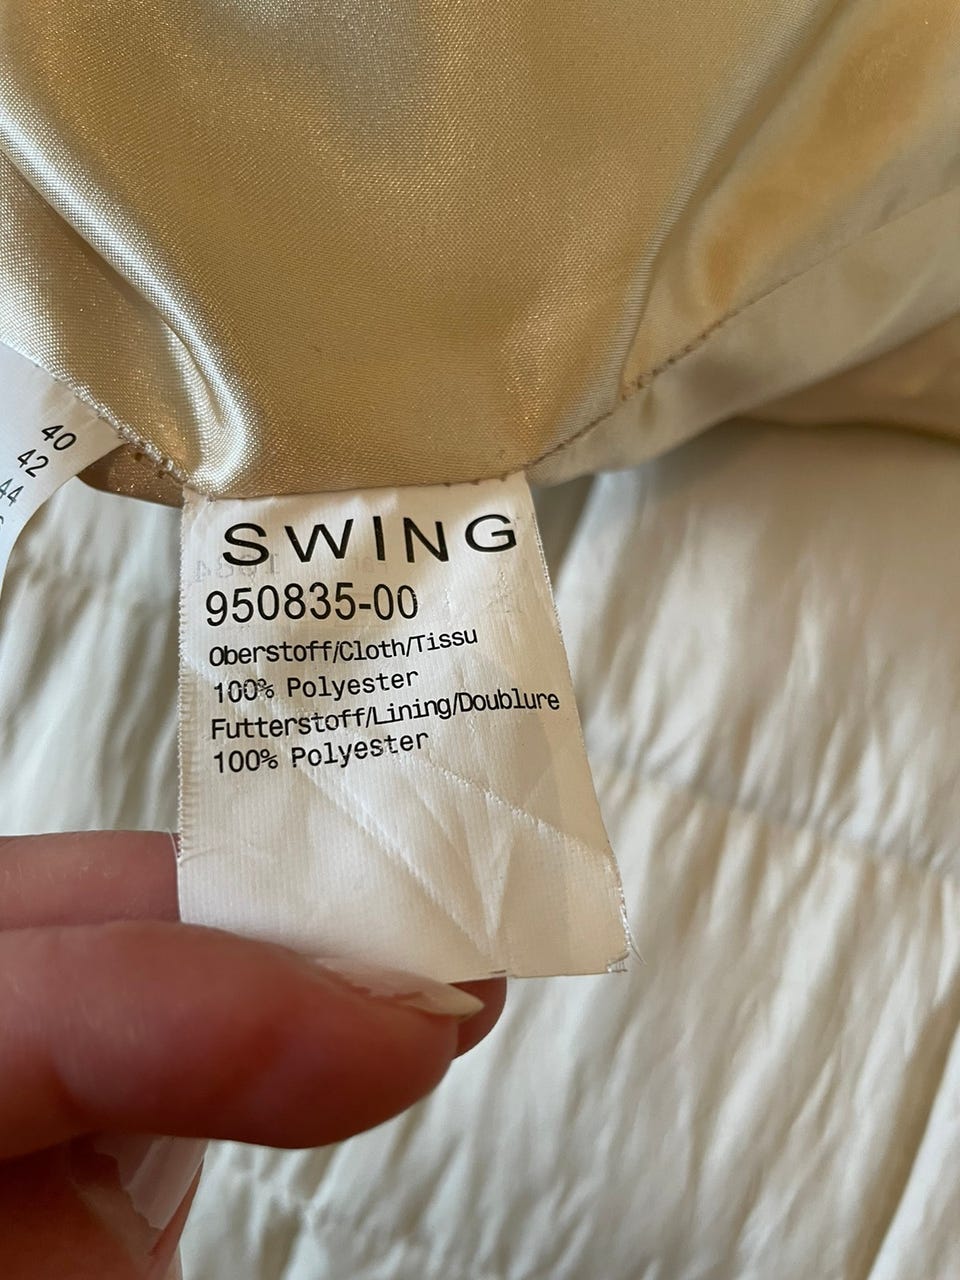 40
42
44
SWING
950835-00
Oberstoff/Cloth/Tissu
100% Polyester
Futterstoff/Lining/Doublure
100% Polyester